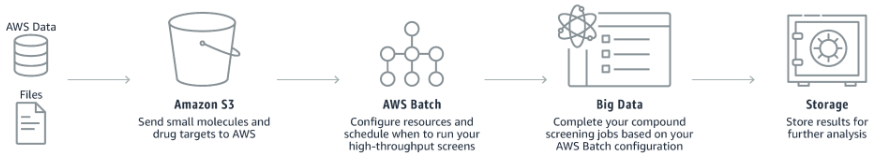 AWS Data
Files
Amazon S3
Send small molecules and
drug targets to AWS
AWS Batch
Configure resources and
schedule when to run your
high-throughput screens
Big Data
Complete your compound
screening jobs based on your
AWS Batch configuration
Storage
Store results for
further analysis